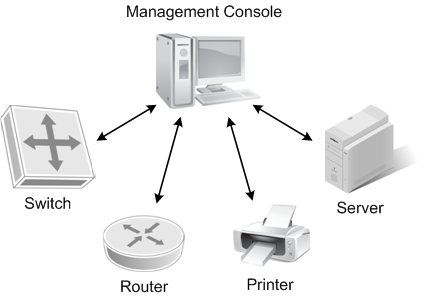 Management Console
Switch
Server
Router
Printer